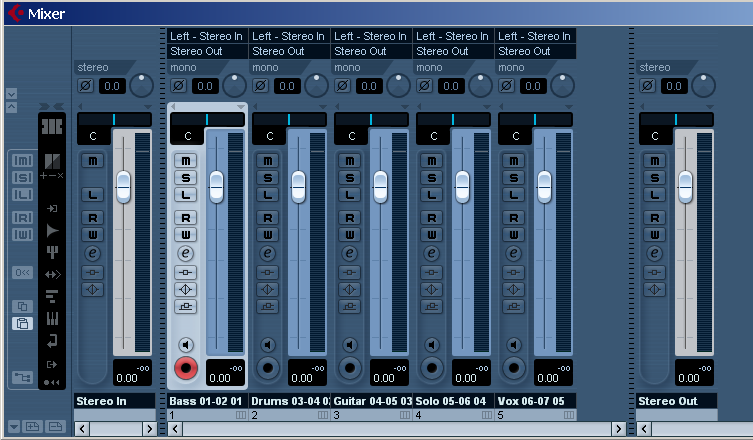 Mixer
Left - Stereo In Left - Stereo In Left - Stereo In Left - Stereo In Left - Stereo In
Stereo Out Stereo Out Stereo Out Stereo Out Stereo Out
stereo mono mono mono mono mono stereo
0.0 0.0 0.0 0.0 0.0 0.0 0.0
C C C C C C C
m m m m m m m
S S S S S
L L L L L L L
R R R R R R R
W W W W W W W
e e e e e e e
|M|
|S|
|L|
|R|
|W|
0<<
-oo -oo -oo -oo -oo -oo -oo
0.00 0.00 0.00 0.00 0.00 0.00 0.00
Stereo In Bass 01-02 01 Drums 03-04 02 Guitar 04-05 03 Solo 05-06 04 Vox 06-07 05 Stereo Out
1 2 3 4 5